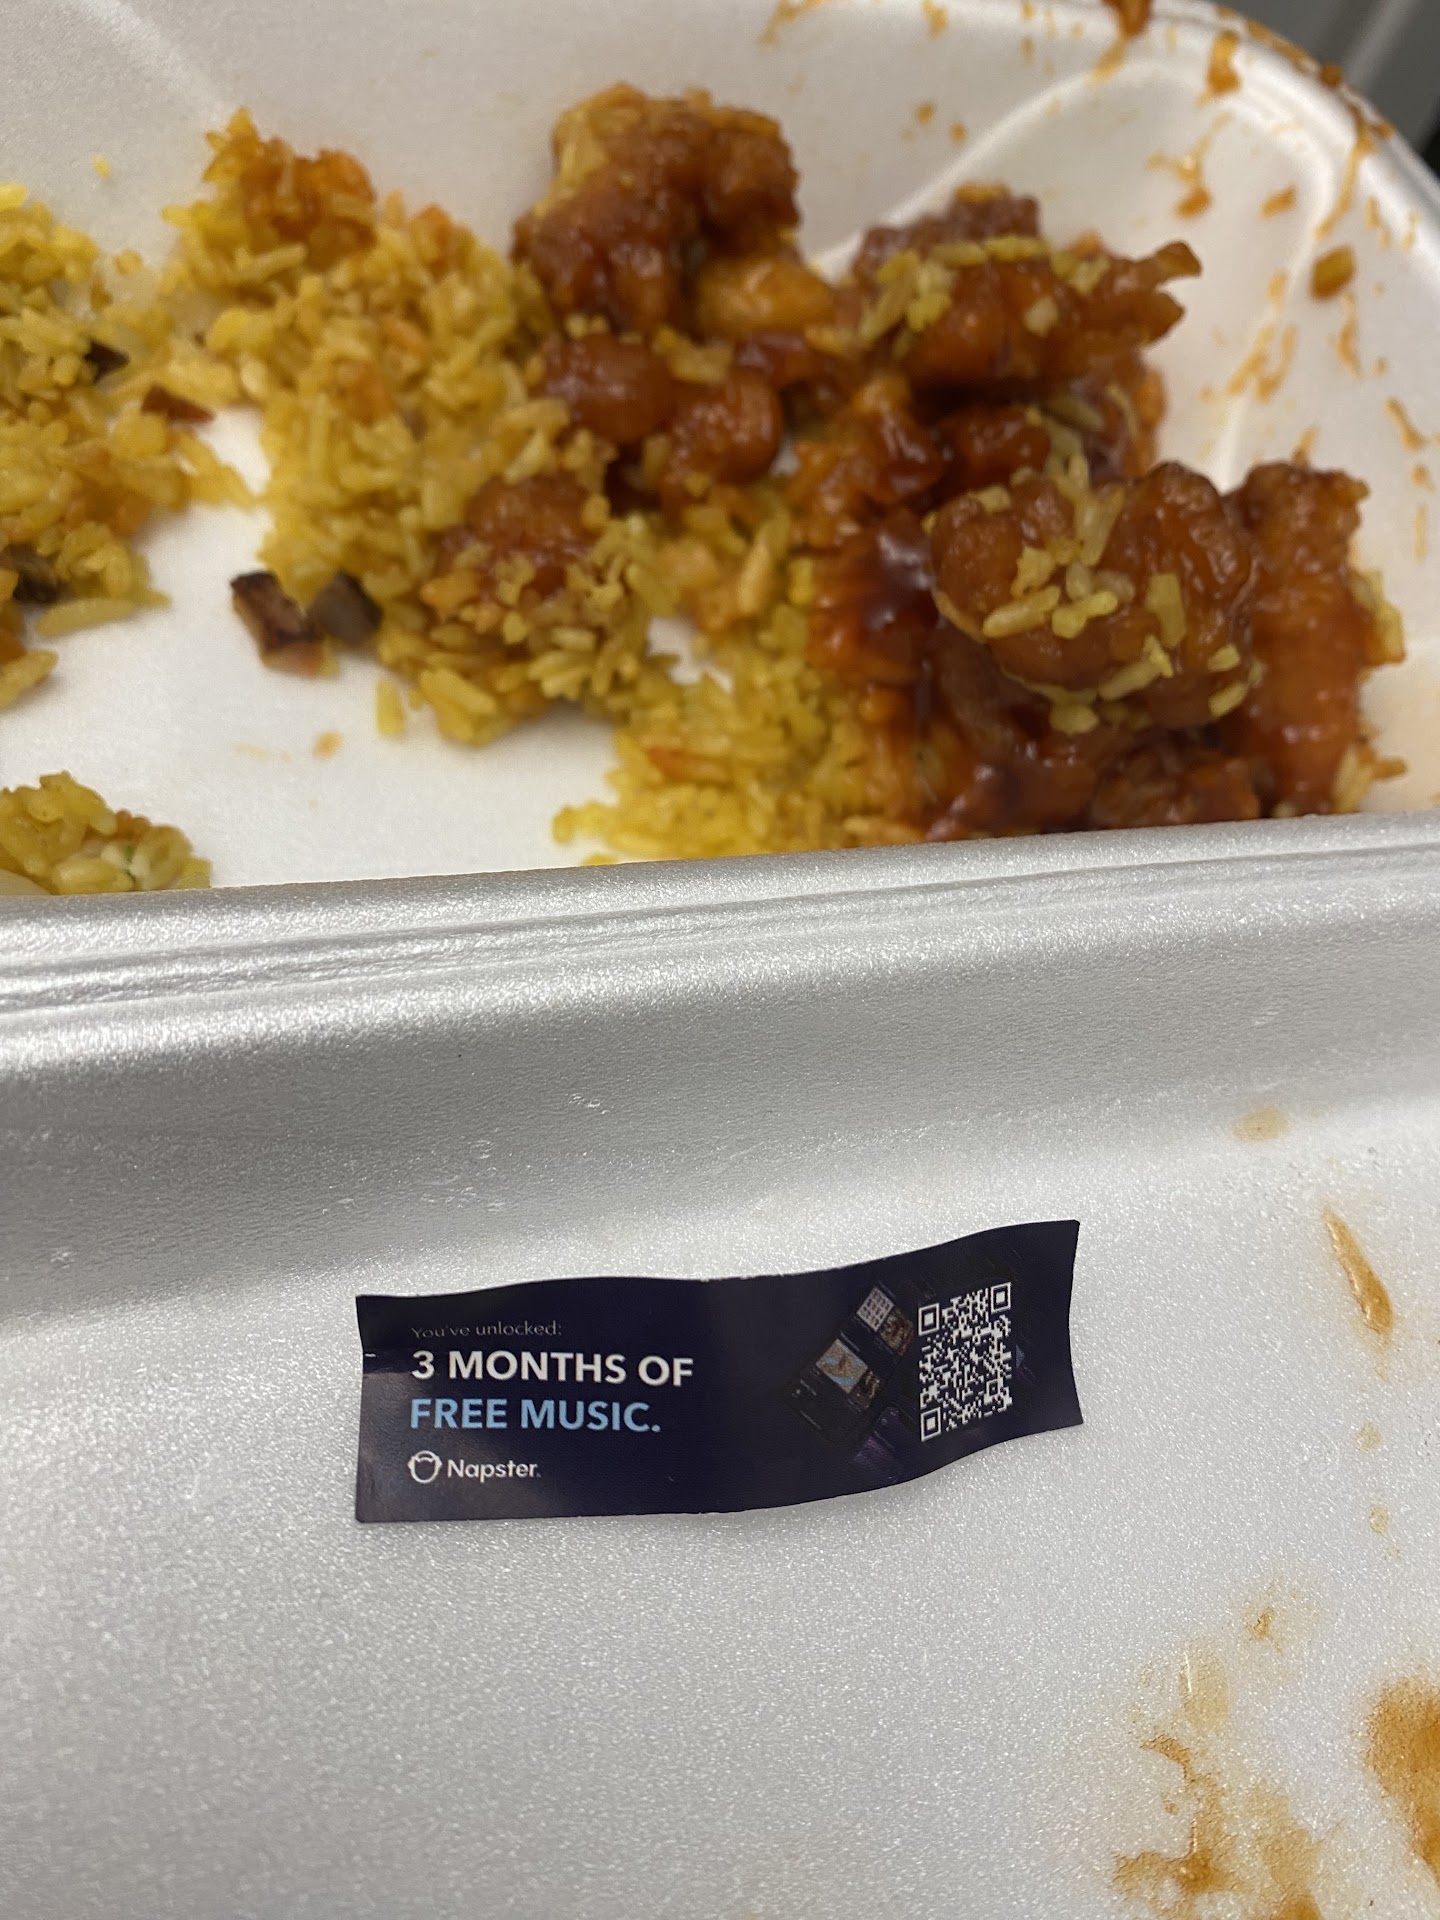 You've unlocked:
3 MONTHS OF
FREE MUSIC.
Napster.